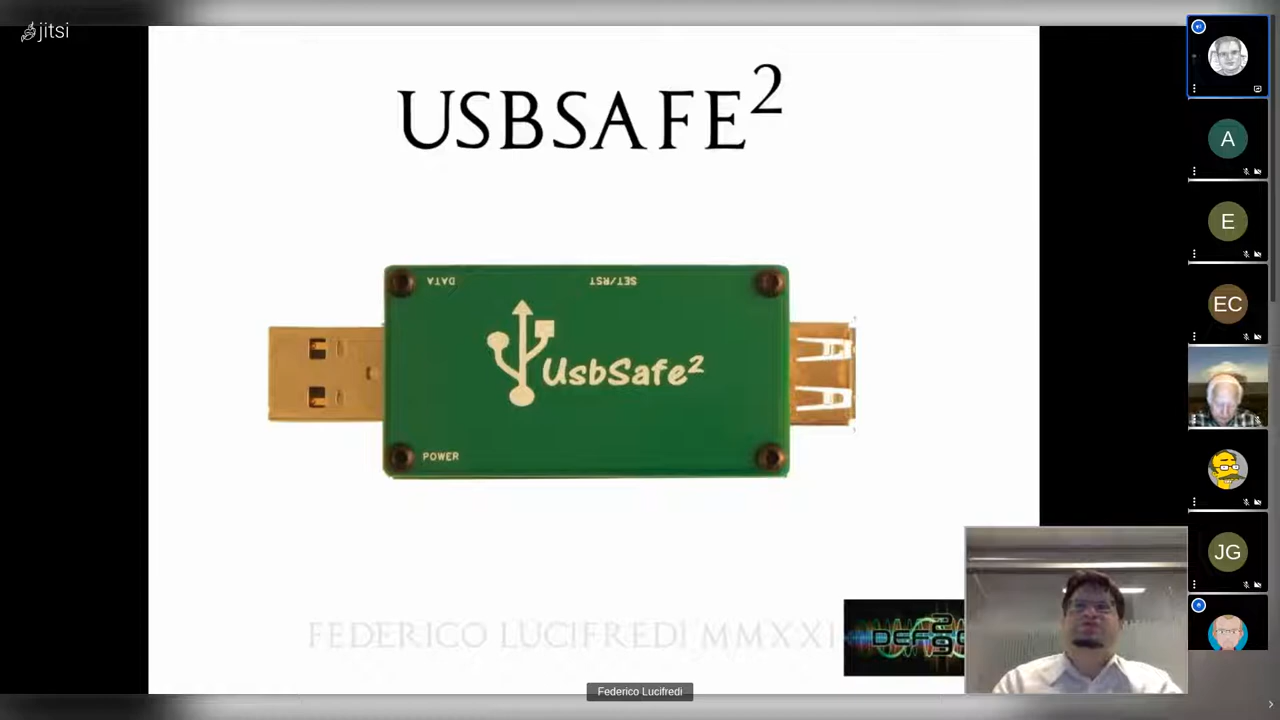 jitsi
USBSAFE²
DATA
SET/RST
UsbSafe²
POWER
FEDERICO LUCIFREDI MMXXI
Federico Lucifredi
A
E
EC
JG